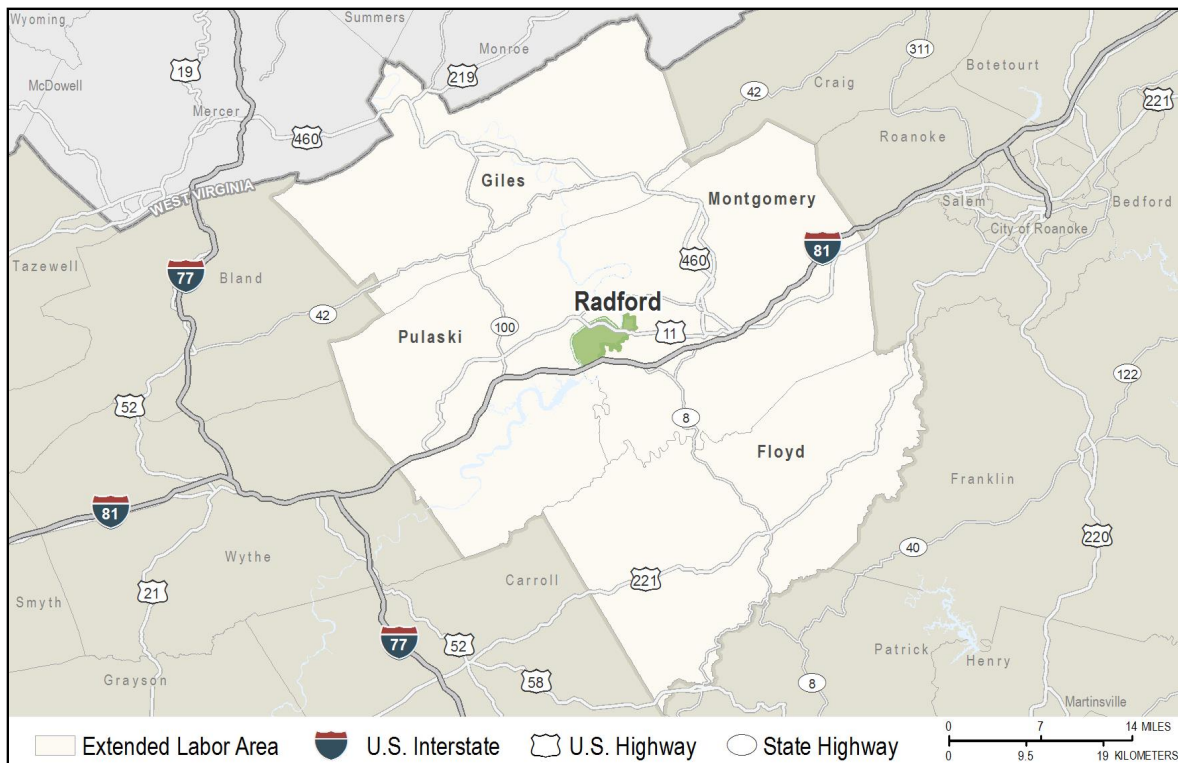 Wyoming
Summers
Monroe
311
Botetourt
19
219
Craig
McDowell
42
221
Mercer
Roanoke
460
Giles
WEST VIRGINIA
Montgomery
Salem
Bedford
City of Roanoke
81
460
Tazewell
77
Bland
Radford
42
100
Pulaski
11
122
52
8
Floyd
Franklin
81
220
40
Wythe
Carroll
221
21
Smyth
77
52
Patrick
Henry
Grayson
58
8
Martinsville
Extended Labor Area
U.S. Interstate
U.S. Highway
State Highway
0 7 14 MILES
0 9.5 19 KILOMETERS